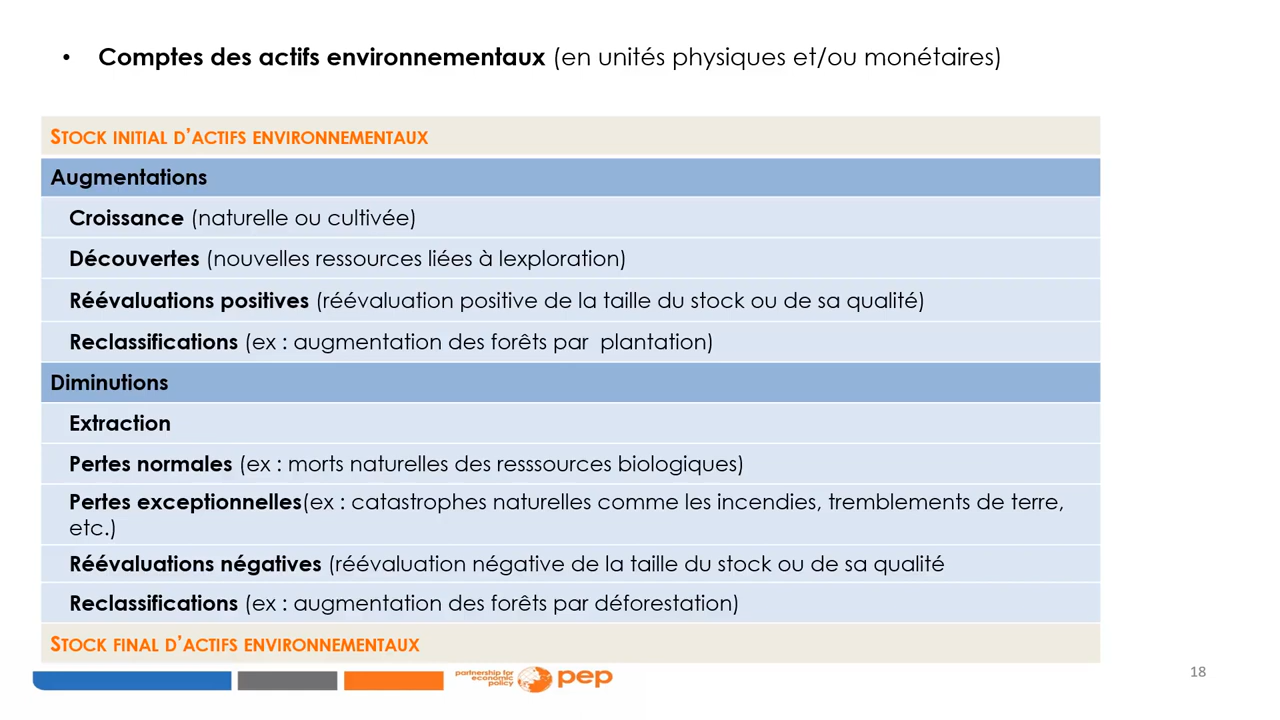 • Comptes des actifs environnementaux (en unités physiques et/ou monétaires)
STOCK INITIAL D'ACTIFS ENVIRONNEMENTAUX
Augmentations
Croissance (naturelle ou cultivée)
Découvertes (nouvelles ressources liées à lexploration)
Réévaluations positives (réévaluation positive de la taille du stock ou de sa qualité)
Reclassifications (ex : augmentation des forêts par  plantation)
Diminutions
Extraction
Pertes normales (ex : morts naturelles des resssources biologiques)
Pertes exceptionnelles(ex : catastrophes naturelles comme les incendies, tremblements de terre,
etc.)
Réévaluations négatives (réévaluation négative de la taille du stock ou de sa qualité
Reclassifications (ex : augmentation des forêts par déforestation)
STOCK FINAL D'ACTIFS ENVIRONNEMENTAUX
partnership for
economic
policy
pep
18